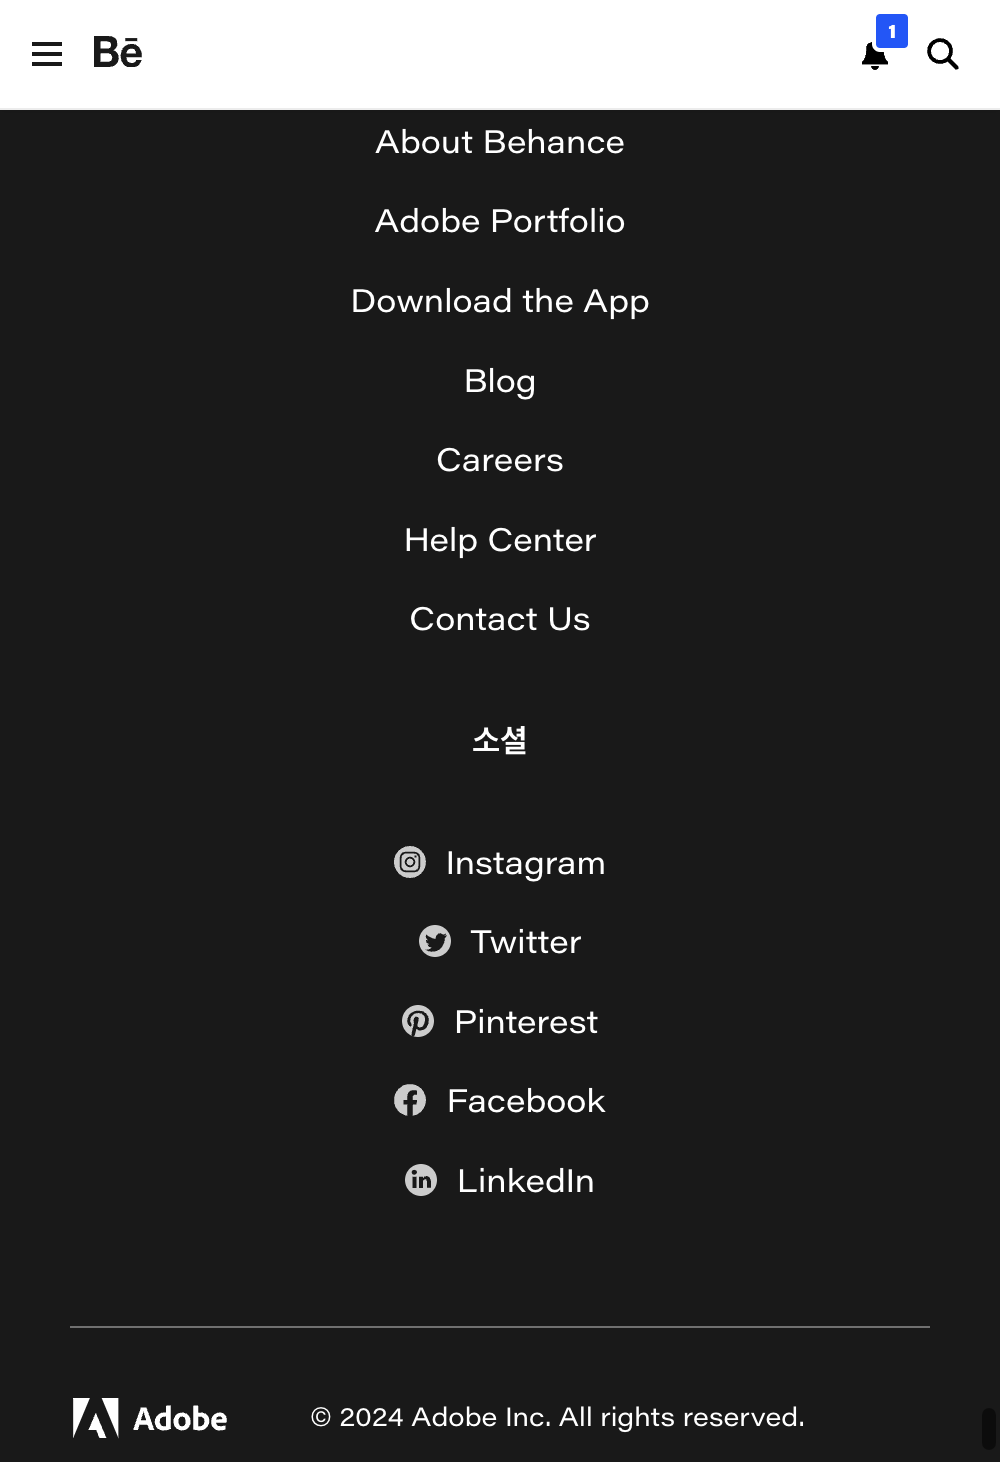 Bē
1
About Behance
Adobe Portfolio
Download the App
Blog
Careers
Help Center
Contact Us
소셜
Instagram
Twitter
Pinterest
Facebook
LinkedIn
Adobe © 2024 Adobe Inc. All rights reserved.